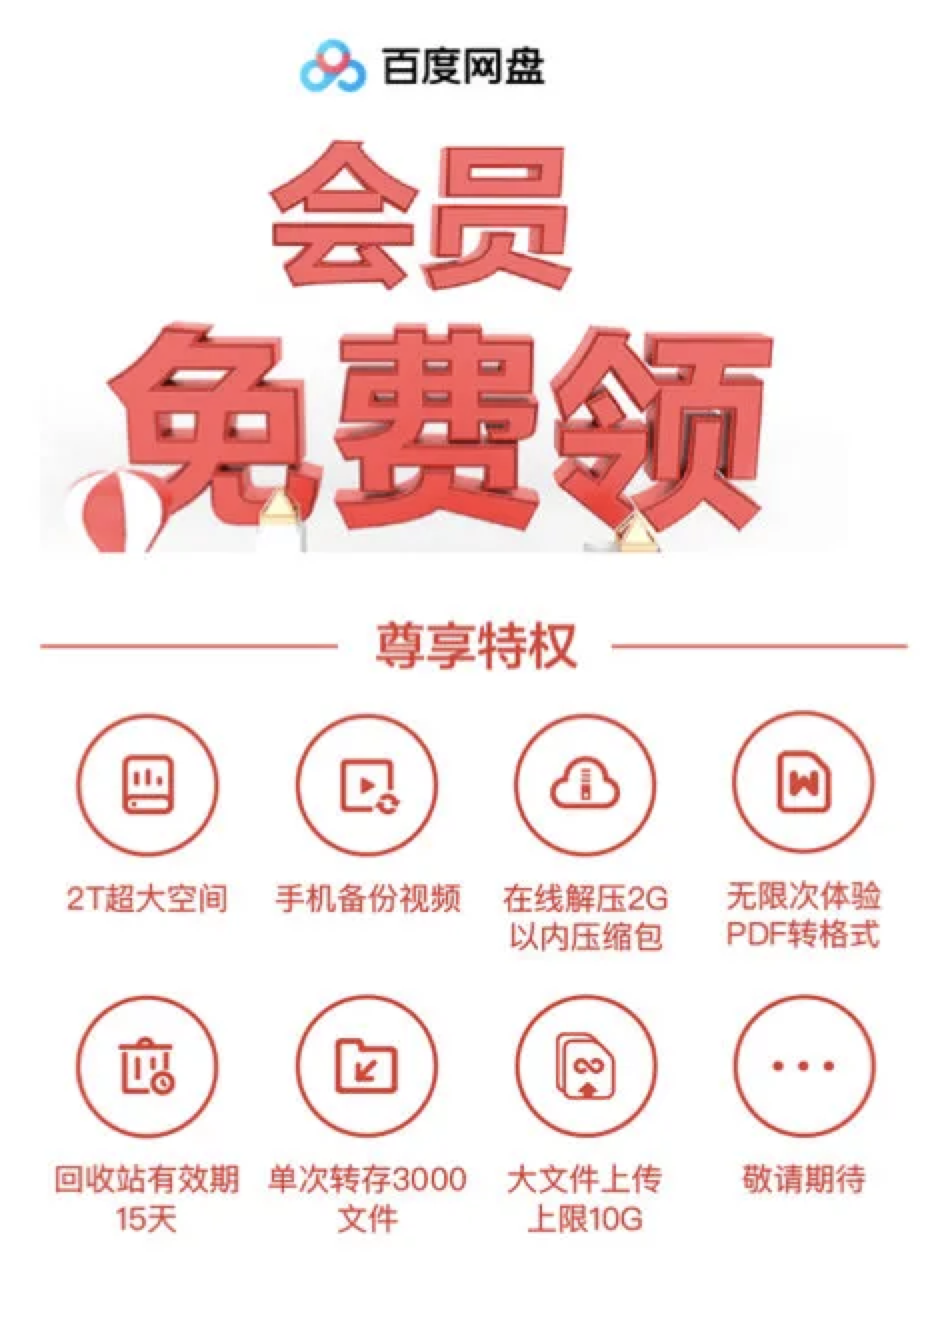 百度网盘
会员
免费领
尊享特权
2T超大空间
手机备份视频
在线解压2G
以内压缩包
无限次体验
PDF转格式
回收站有效期
15天
单次转存3000
文件
大文件上传
上限10G
敬请期待